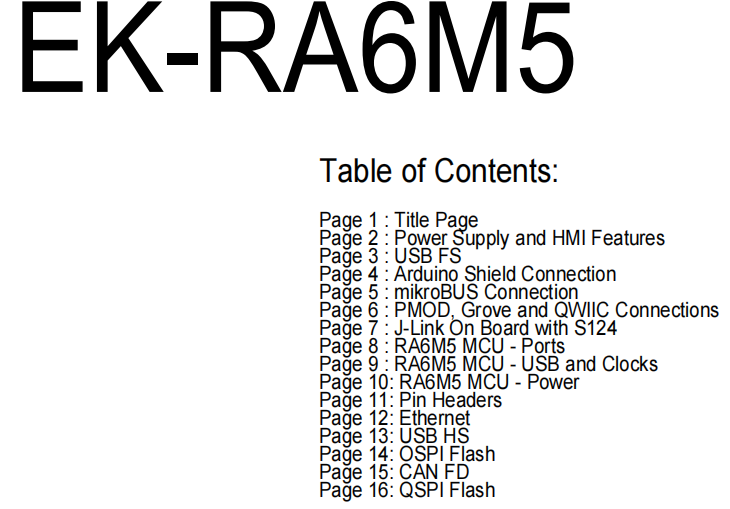 EK-RA6M5
Table of Contents:
Page 1 : Title Page
Page 2 : Power Supply and HMI Features
Page 3 : USB FS
Page 4 : Arduino Shield Connection
Page 5 : mikroBUS Connection
Page 6 : PMOD, Grove and QWIIC Connections
Page 7 : J-Link On Board with S124
Page 8 : RA6M5 MCU - Ports
Page 9 : RA6M5 MCU - USB and Clocks
Page 10: RA6M5 MCU - Power
Page 11: Pin Headers
Page 12: Ethernet
Page 13: USB HS
Page 14: OSPI Flash
Page 15: CAN FD
Page 16: QSPI Flash